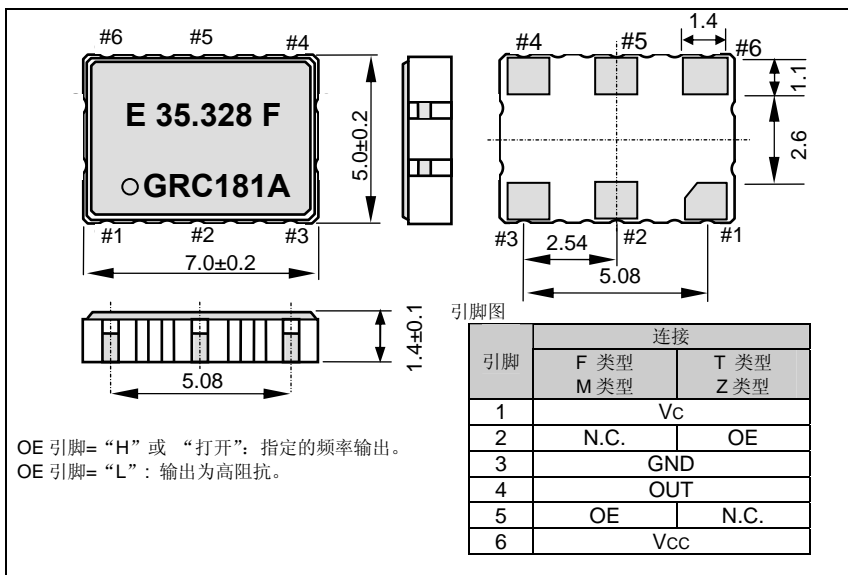 #6 #5 #4
E 35.328 F
GRC181A
#1 #2 #3
7.0±0.2
5.0±0.2
1.4
#4 #5 #6
1.1
2.6
#3 #2 #1
2.54
5.08
5.08
1.4±0.1
OE 引脚= “H” 或 “打开”: 指定的频率输出。
OE 引脚= “L” : 输出为高阻抗。
引脚图
引脚 连接
F 类型 T 类型
M 类型 Z 类型
1 Vc
2 N.C. OE
3 GND
4 OUT
5 OE N.C.
6 Vcc